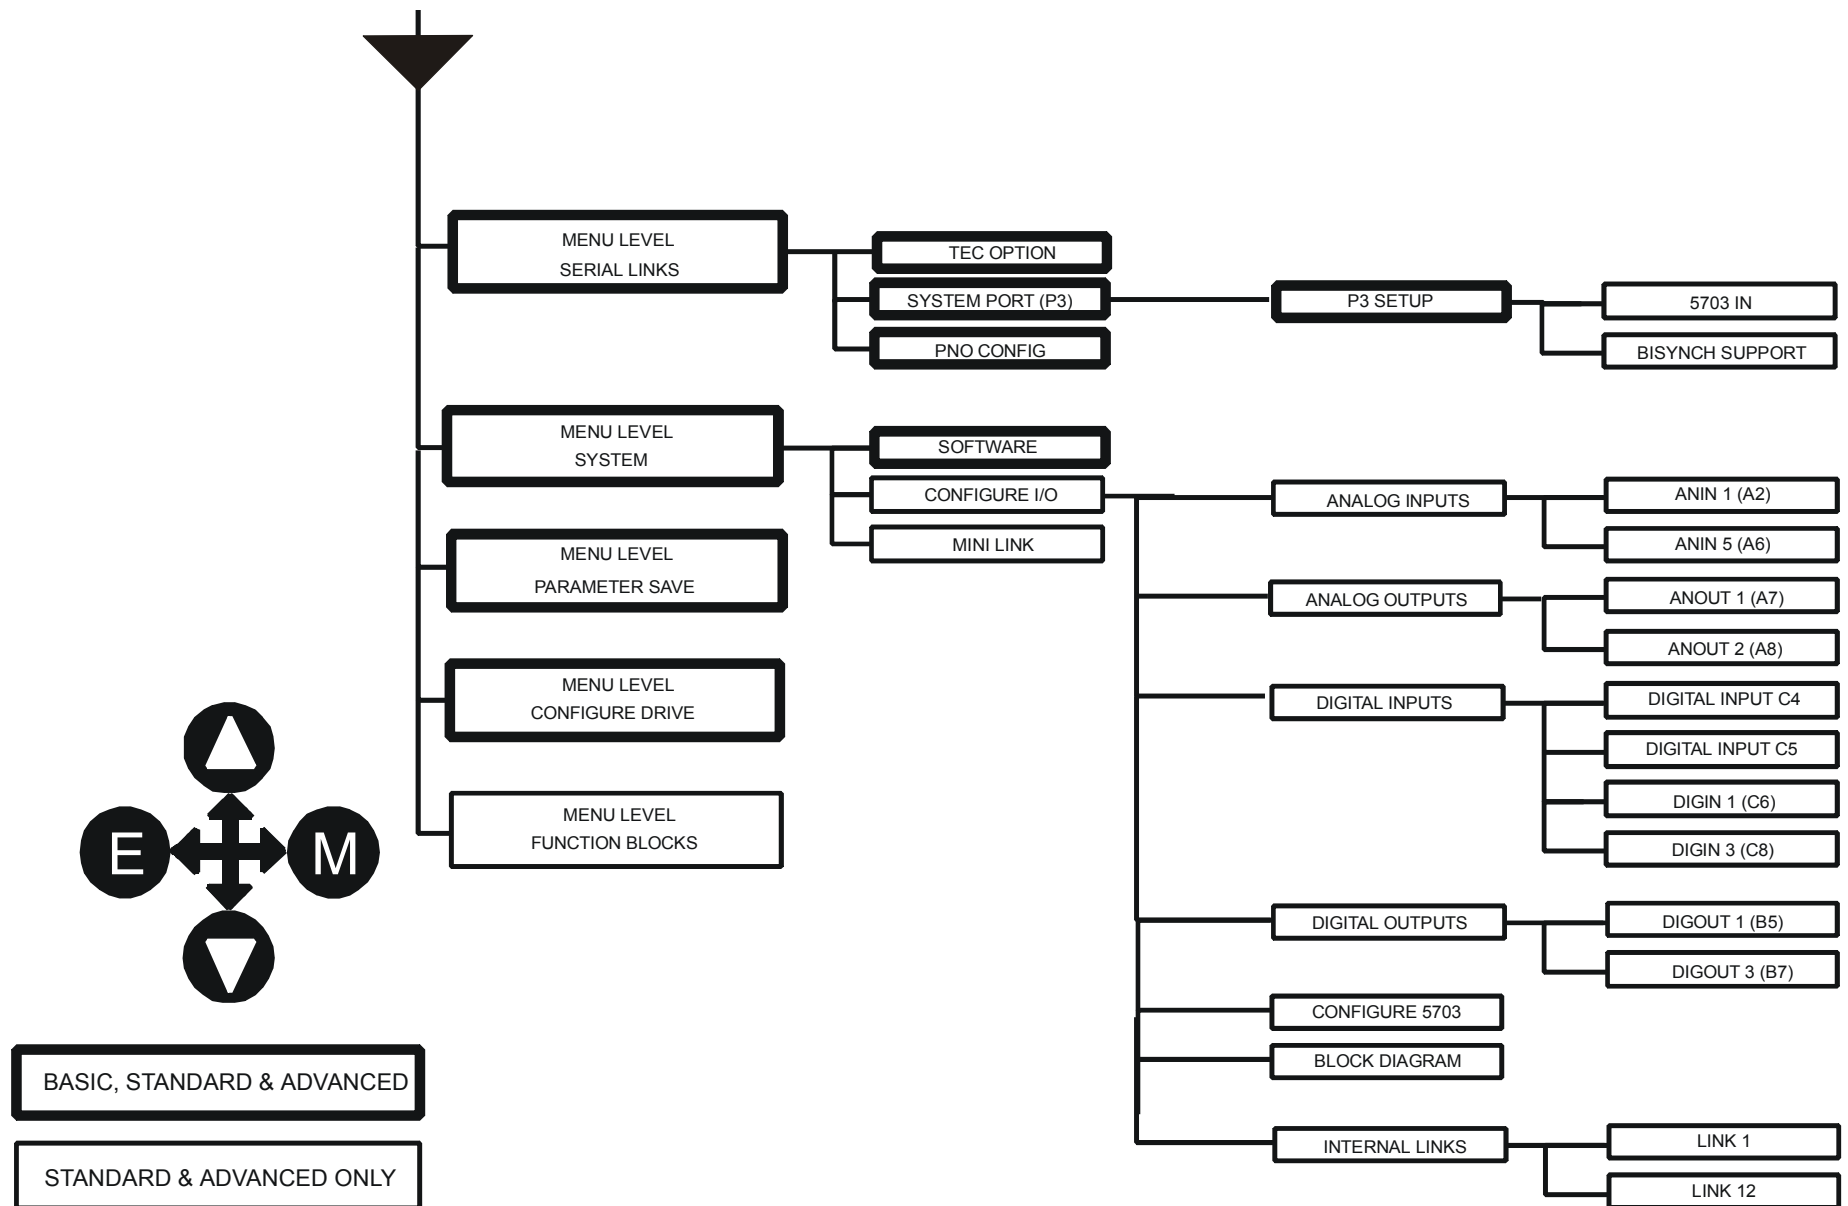 MENU LEVEL
SERIAL LINKS
TEC OPTION
SYSTEM PORT (P3)
PNO CONFIG
P3 SETUP
5703 IN
BISYNCH SUPPORT
MENU LEVEL
SYSTEM
SOFTWARE
CONFIGURE I/O
MINI LINK
ANALOG INPUTS
ANIN 1 (A2)
ANIN 5 (A6)
ANALOG OUTPUTS
ANOUT 1 (A7)
ANOUT 2 (A8)
DIGITAL INPUTS
DIGITAL INPUT C4
DIGITAL INPUT C5
DIGIN 1 (C6)
DIGIN 3 (C8)
DIGITAL OUTPUTS
DIGOUT 1 (B5)
DIGOUT 3 (B7)
CONFIGURE 5703
BLOCK DIAGRAM
INTERNAL LINKS
LINK 1
LINK 12
MENU LEVEL
PARAMETER SAVE
MENU LEVEL
CONFIGURE DRIVE
MENU LEVEL
FUNCTION BLOCKS
E
M
BASIC, STANDARD & ADVANCED
STANDARD & ADVANCED ONLY